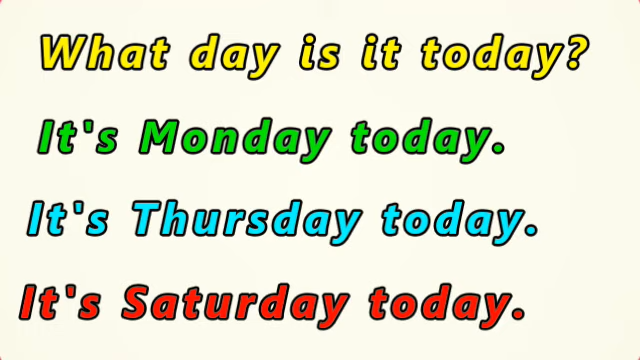 What day is it today?
It's Monday today.
It's Thursday today.
It's Saturday today.